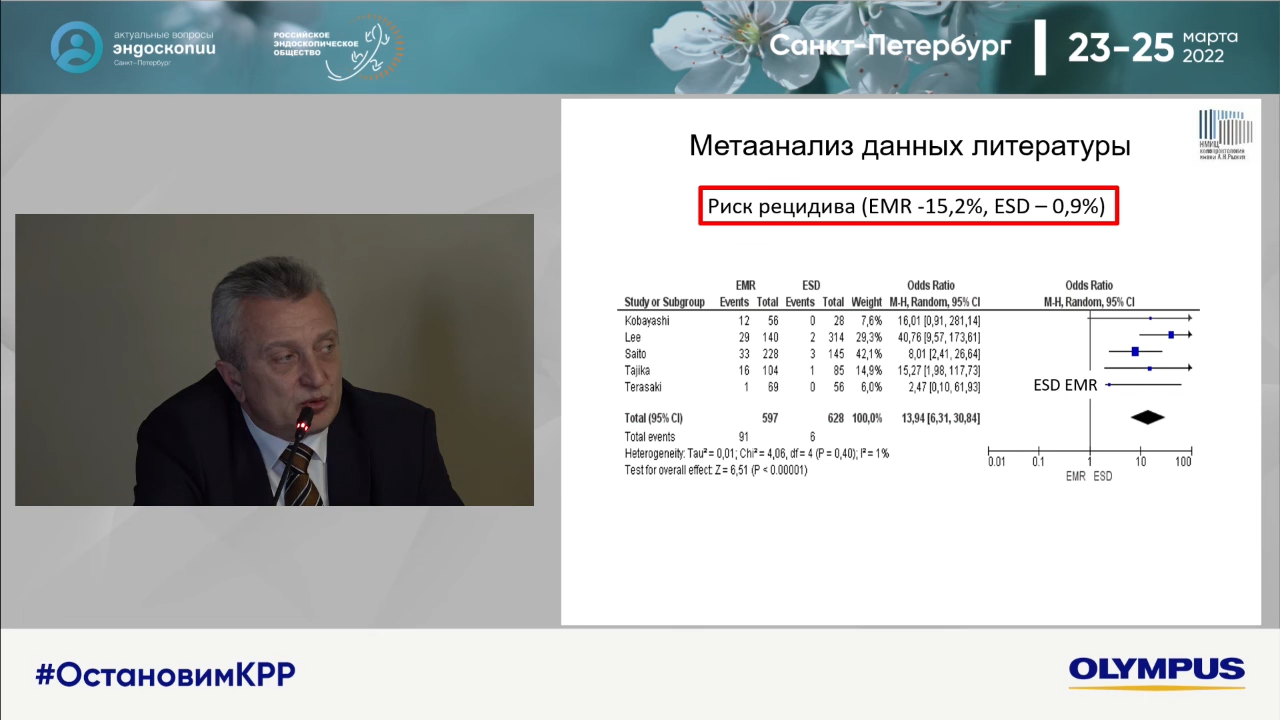 актуальные вопросы
эндоскопии
Санкт-Петербург
РОССИЙСКОЕ
ЭНДОСКОПИЧЕСКОЕ
ОБЩЕСТВО
Санкт-Петербург
23-25 марта
2022
Метаанализ данных литературы
НМИЦ
колопроктологии
имени А.Н.Рыжих
Риск рецидива (EMR -15,2%, ESD – 0,9%)
EMR ESD Odds Ratio Odds Ratio
Study or Subgroup Events Total Events Total Weight M-H, Random, 95% CI M-H, Random, 95% CI
Kobayashi 12 56 0 28 7,6% 16,01 [0,91, 281,14]
Lee 29 140 2 314 29,3% 40,76 [9,57, 173,61]
Saito 33 228 3 145 42,1% 8,01 [2,41, 26,64]
Tajika 16 104 1 85 14,9% 15,27 [1,98, 117,73]
Terasaki 1 69 0 56 6,0% 2,47 [0,10, 61,93] ESD EMR
Total (95% CI) 597 628 100,0% 13,94 [6,31, 30,84]
Total events 91 6
Heterogeneity: Tau² = 0,01; Chi² = 4,06, df = 4 (P = 0,40); I² = 1%
Test for overall effect: Z = 6,51 (P < 0,00001)
0.01 0.1 1 10 100
EMR ESD
#ОстановимКРР
OLYMPUS